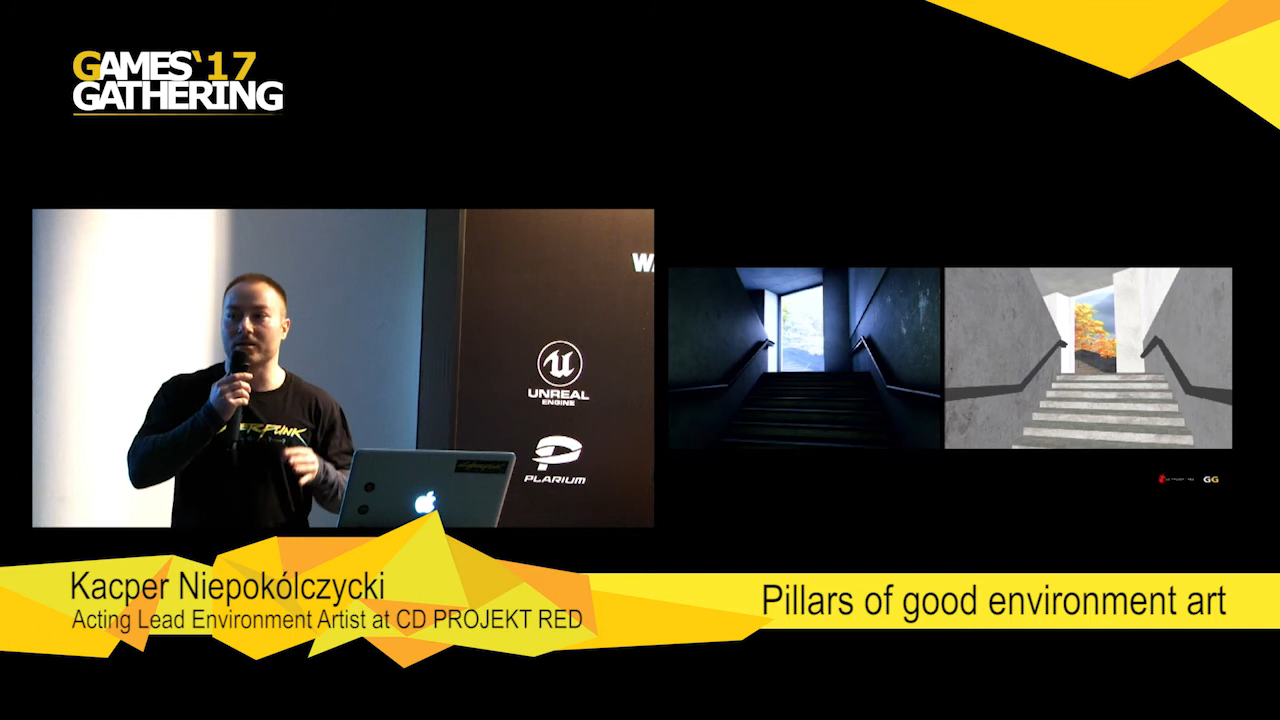 GAMES'17
GATHERING
W
UNREAL
ENGINE
PLARIUM
GG
Kacper Niepokólczycki
Acting Lead Environment Artist at CD PROJEKT RED
Pillars of good environment art